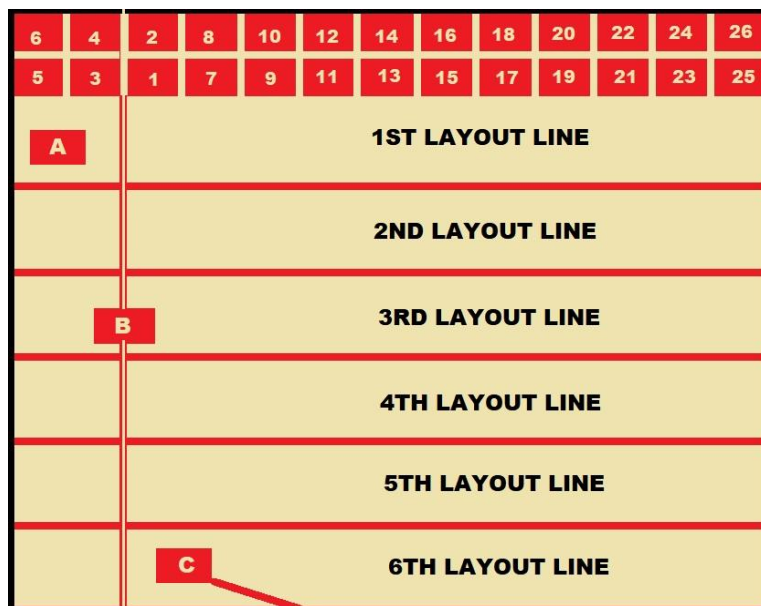 6 4 2 8 10 12 14 16 18 20 22 24 26
5 3 1 7 9 11 13 15 17 19 21 23 25
A 1ST LAYOUT LINE
2ND LAYOUT LINE
B 3RD LAYOUT LINE
4TH LAYOUT LINE
5TH LAYOUT LINE
C 6TH LAYOUT LINE